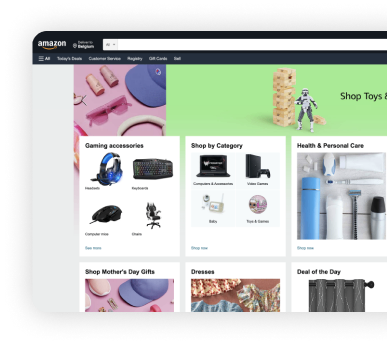 amazon
Deliver to
Belgium
All
All Today's Deals Customer Service Registry Gift Cards Sell
Shop Toys &
Gaming accessories
Headsets
Keyboards
Computer mice
Chairs
See more
Shop by Category
Computers & Accessories
Video Games
Baby
Toys & Games
Shop now
Health & Personal Care
Shop now
Shop Mother's Day Gifts
Dresses
Deal of the Day